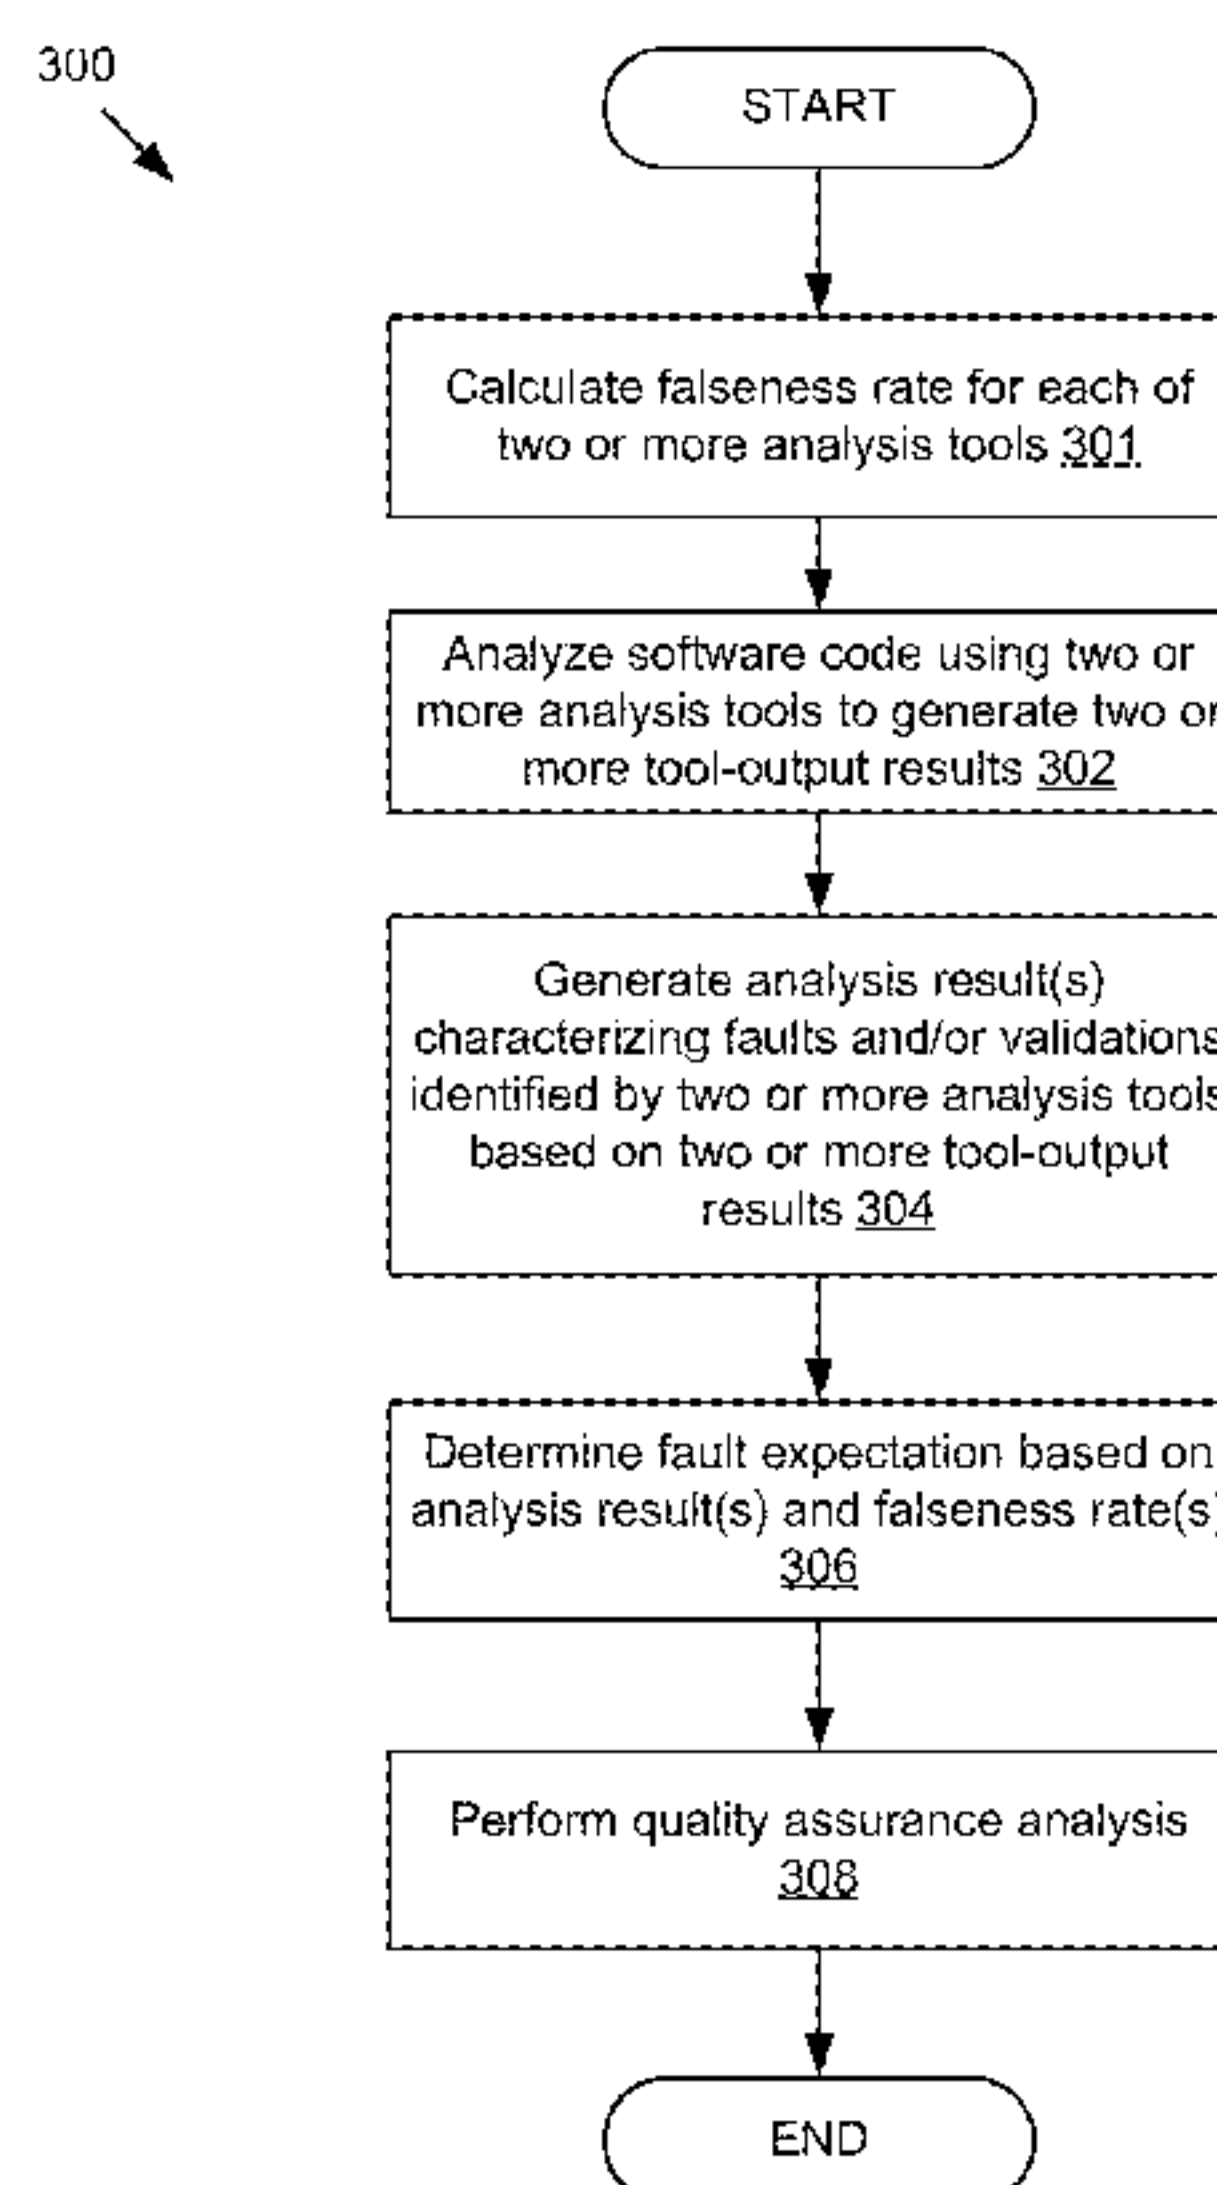 300
START
Calculate falseness rate for each of
two or more analysis tools 301
Analyze software code using two or
more analysis tools to generate two or
more tool-output results 302
Generate analysis result(s)
characterizing faults and/or validations
identified by two or more analysis tools
based on two or more tool-output
results 304
Determine fault expectation based on
analysis result(s) and falseness rate(s)
306
Perform quality assurance analysis
308
END